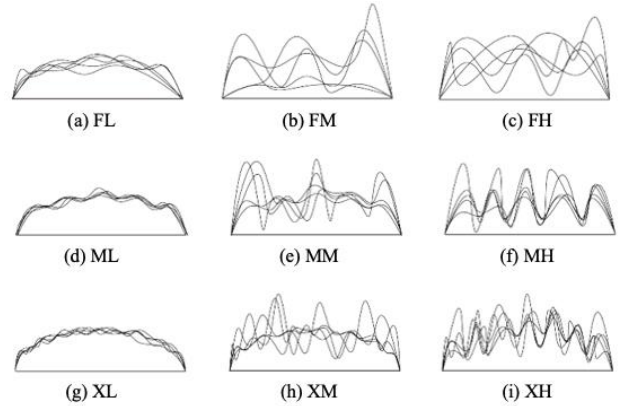 (a) FL
(b) FM
(c) FH
(d) ML
(e) MM
(f) MH
(g) XL
(h) XM
(i) XH